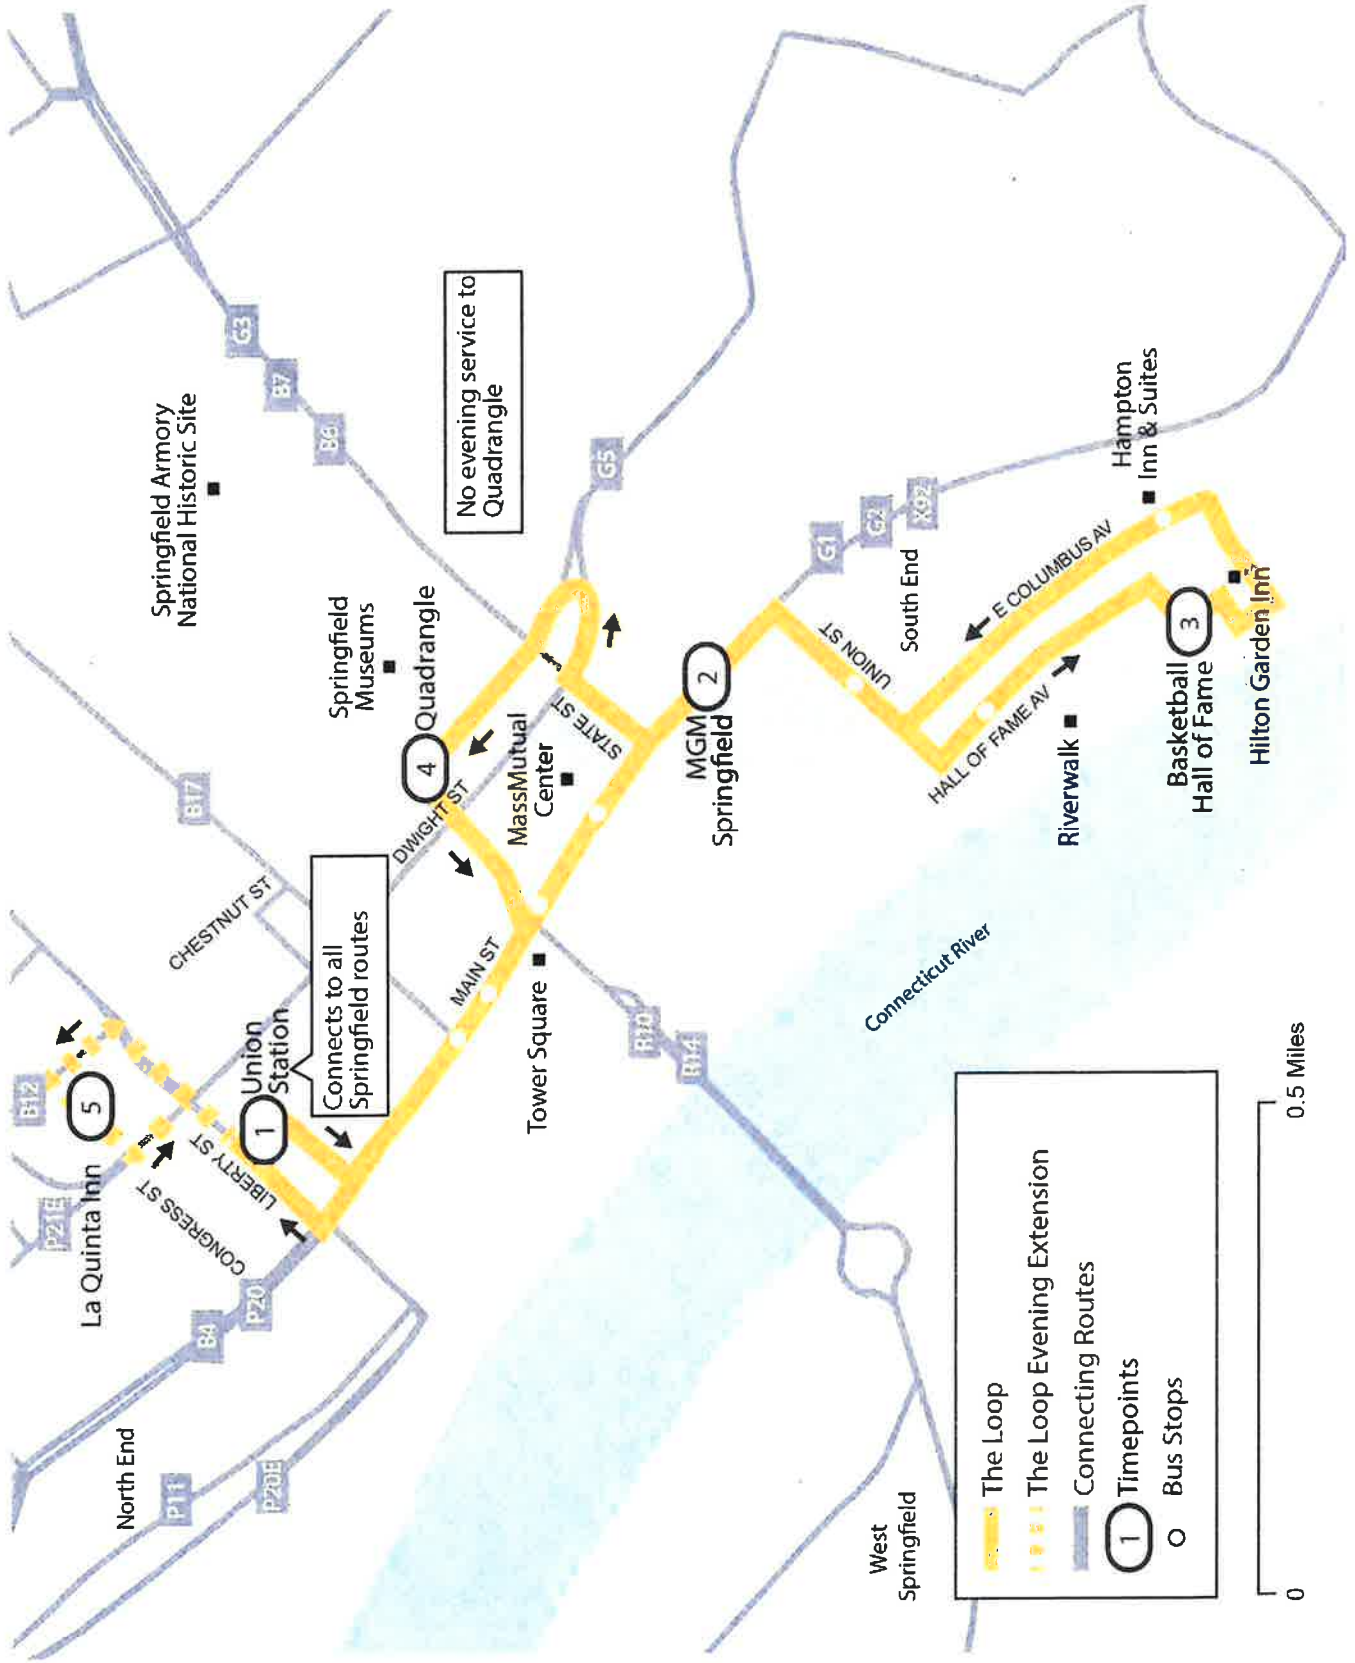 Springfield Armory
National Historic Site
G3
B7
B6
No evening service to
Quadrangle
G5
Springfield
Museums
Quadrangle
4
B17
CHESTNUT ST
DWIGHT ST
MassMutual
Center
STATE ST
MGM
Springfield
2
UNION ST
G1
G2
X92
South End
Hampton
Inn & Suites
E COLUMBUS AV
HALL OF FAME AV
Riverwalk
3
Basketball
Hall of Fame
Hilton Garden Inn
Connects to all
Springfield routes
Union
Station
1
MAIN ST
Tower Square
R10
R14
Connecticut River
B12
5
La Quinta Inn
LIBERTY ST
CONGRESS ST
P21E
P20
B4
North End
P11
P20E
West
Springfield
The Loop
The Loop Evening Extension
Connecting Routes
1 Timepoints
Bus Stops
0 0.5 Miles